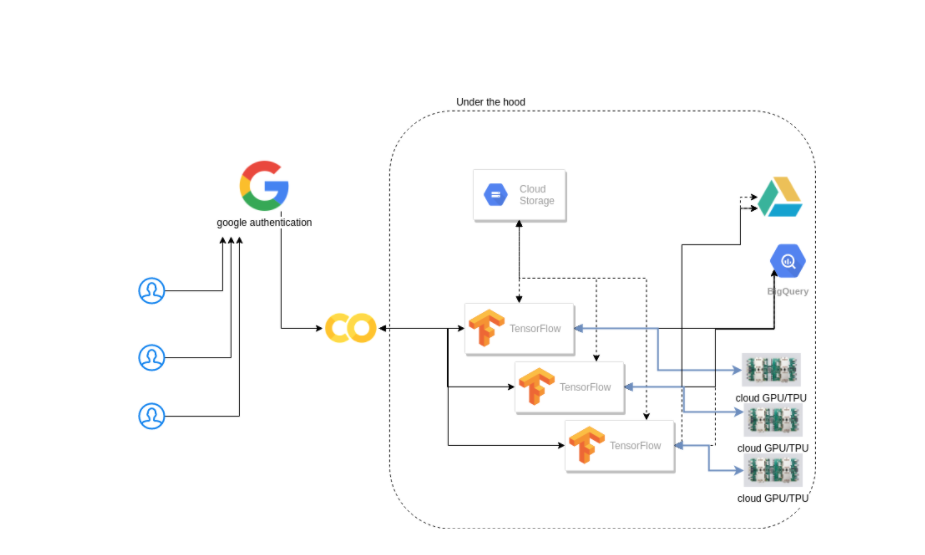 Under the hood
google authentication
Cloud
Storage
BigQuery
TensorFlow
TensorFlow
TensorFlow
cloud GPU/TPU
cloud GPU/TPU
cloud GPU/TPU